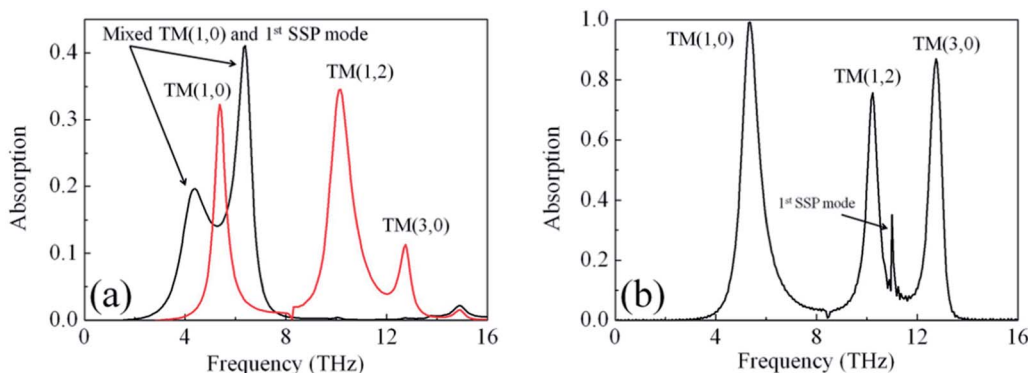 Mixed TM(1,0) and 1st SSP mode
TM(1,0)
TM(1,2)
TM(3,0)
Absorption
0.4
0.3
0.2
0.1
0.0
(a)
0 4 8 12 16
Frequency (THz)
TM(1,0)
TM(1,2)
TM(3,0)
1st SSP mode
Absorption
1.0
0.8
0.6
0.4
0.2
0.0
(b)
0 4 8 12 16
Frequency (THz)